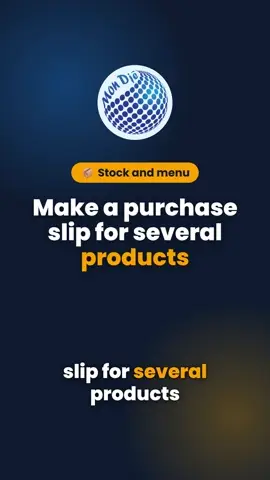 Mon Dié
Stock and menu
Make a purchase
slip for several
products
slip for several
products